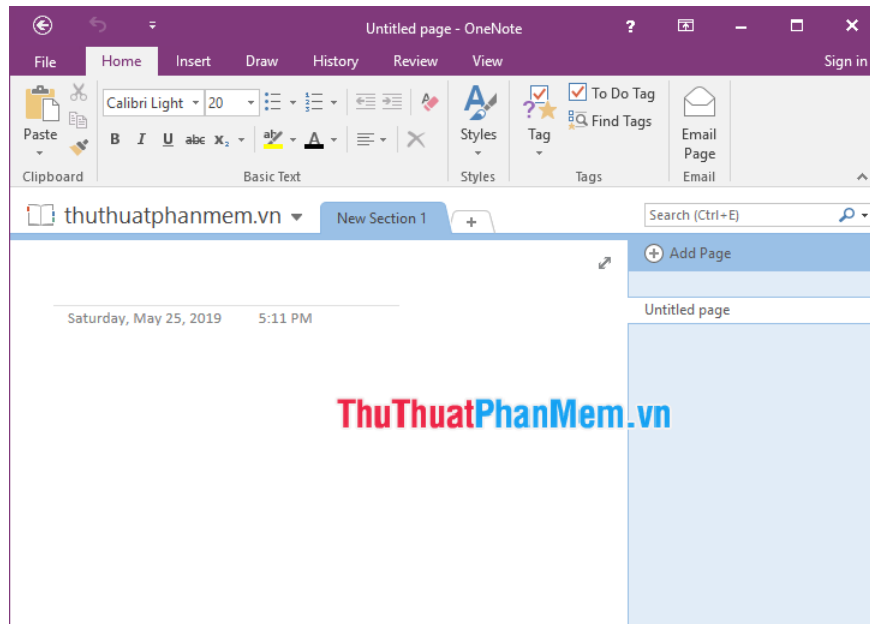 Untitled page - OneNote ?
File Home Insert Draw History Review View Sign in
Calibri Light 20 To Do Tag
Find Tags
B I U abc X₂ aby A
Paste Styles Tag Email
Page
Clipboard Basic Text Styles Tags Email
thuthuatphanmem.vn New Section 1 + Search (Ctrl+E)
Add Page
Untitled page
Saturday, May 25, 2019 5:11 PM
ThuThuatPhanMem.vn